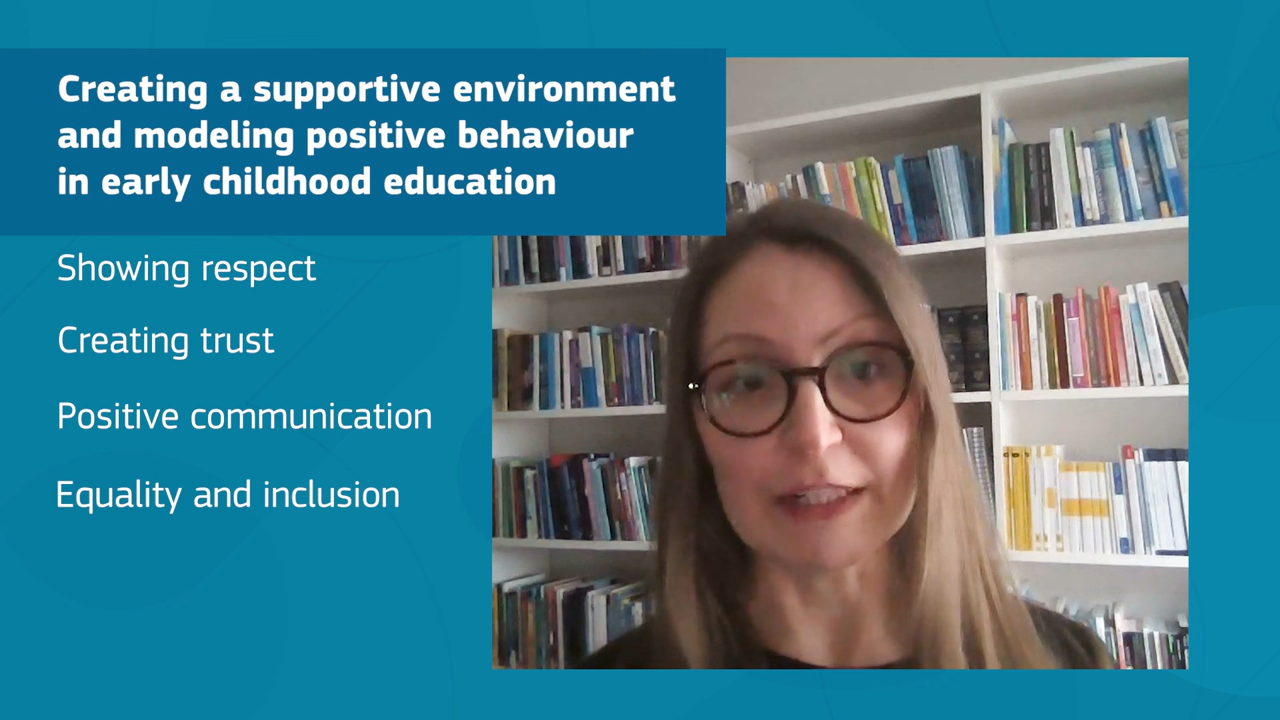 Creating a supportive environment
and modeling positive behaviour
in early childhood education
Showing respect
Creating trust
Positive communication
Equality and inclusion